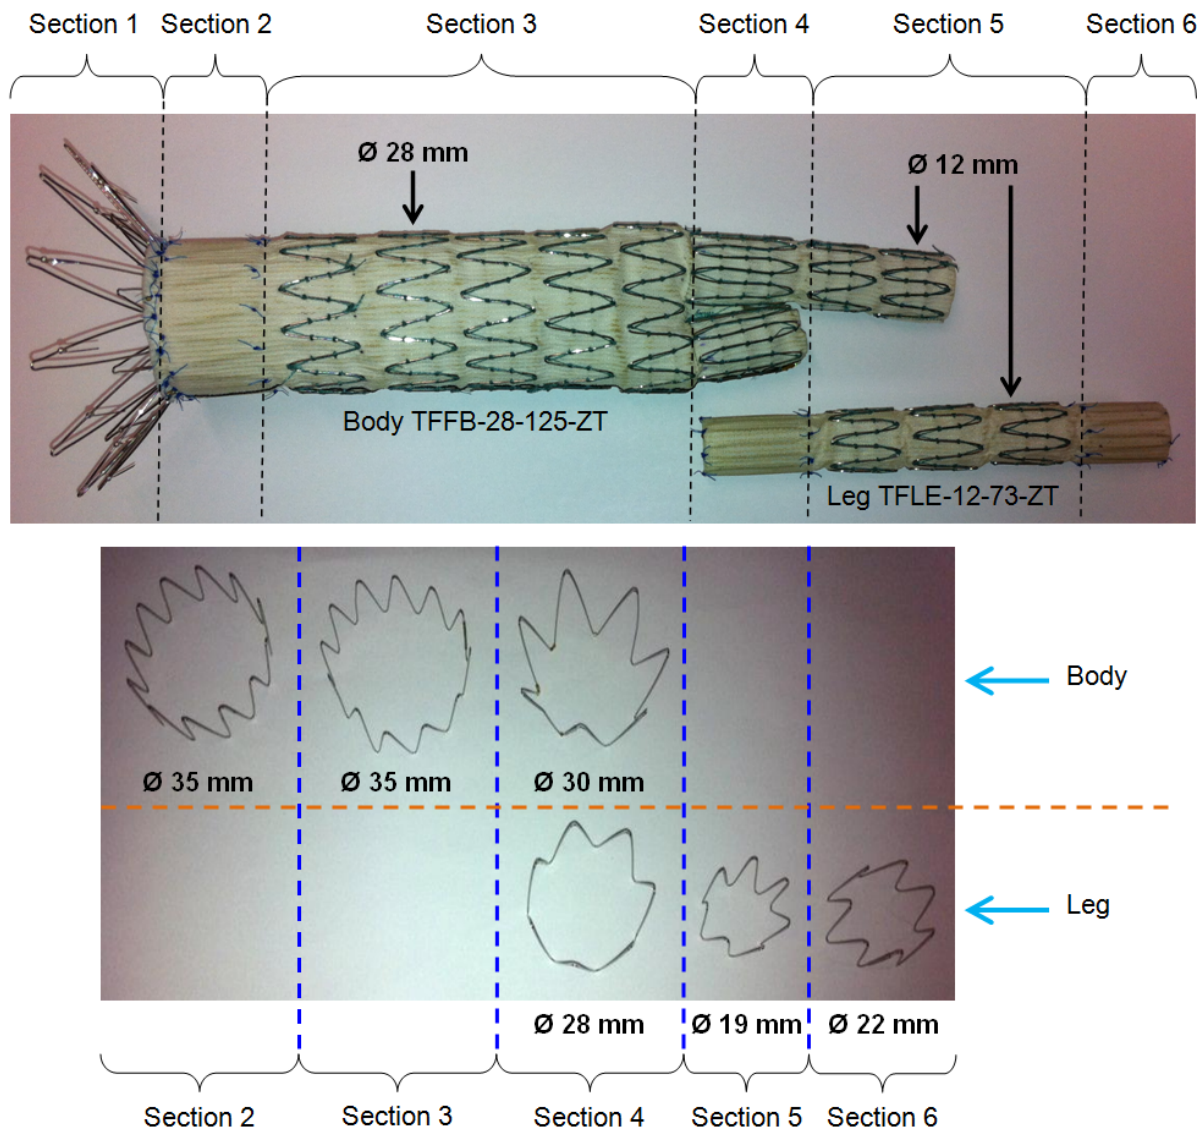 Section 1 Section 2 Section 3 Section 4 Section 5 Section 6
Ø 28 mm
Ø 12 mm
Body TFFB-28-125-ZT
Leg TFLE-12-73-ZT
Body
Ø 35 mm Ø 35 mm Ø 30 mm
Leg
Ø 28 mm Ø 19 mm Ø 22 mm
Section 2 Section 3 Section 4 Section 5 Section 6